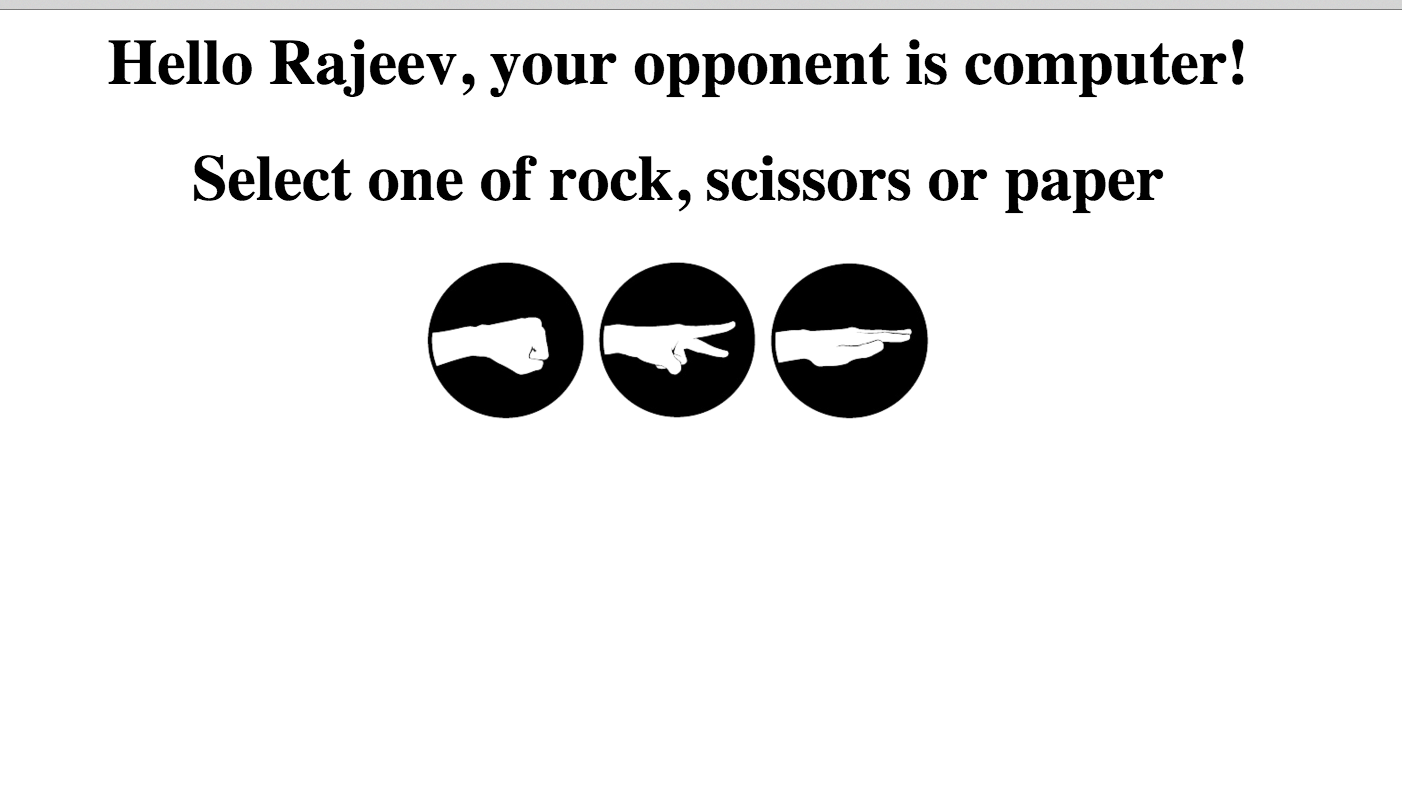 Hello Rajeev, your opponent is computer!
Select one of rock, scissors or paper